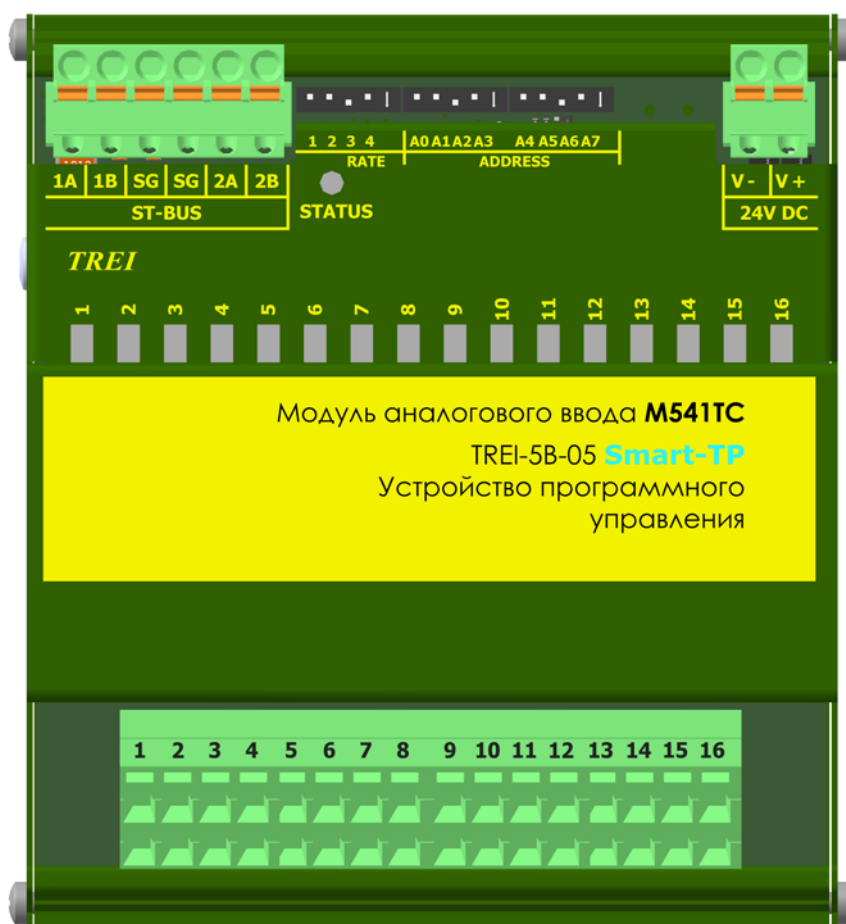 1 2 3 4 A0 A1 A2 A3 A4 A5 A6 A7
RATE ADDRESS
1A 1B SG SG 2A 2B V - V +
ST-BUS STATUS 24V DC
TREI
1 2 3 4 5 6 7 8 9 10 11 12 13 14 15 16
Модуль аналогового ввода M541TC
TREI-5B-05 Smart-TP
Устройство программного
управления
1 2 3 4 5 6 7 8 9 10 11 12 13 14 15 16